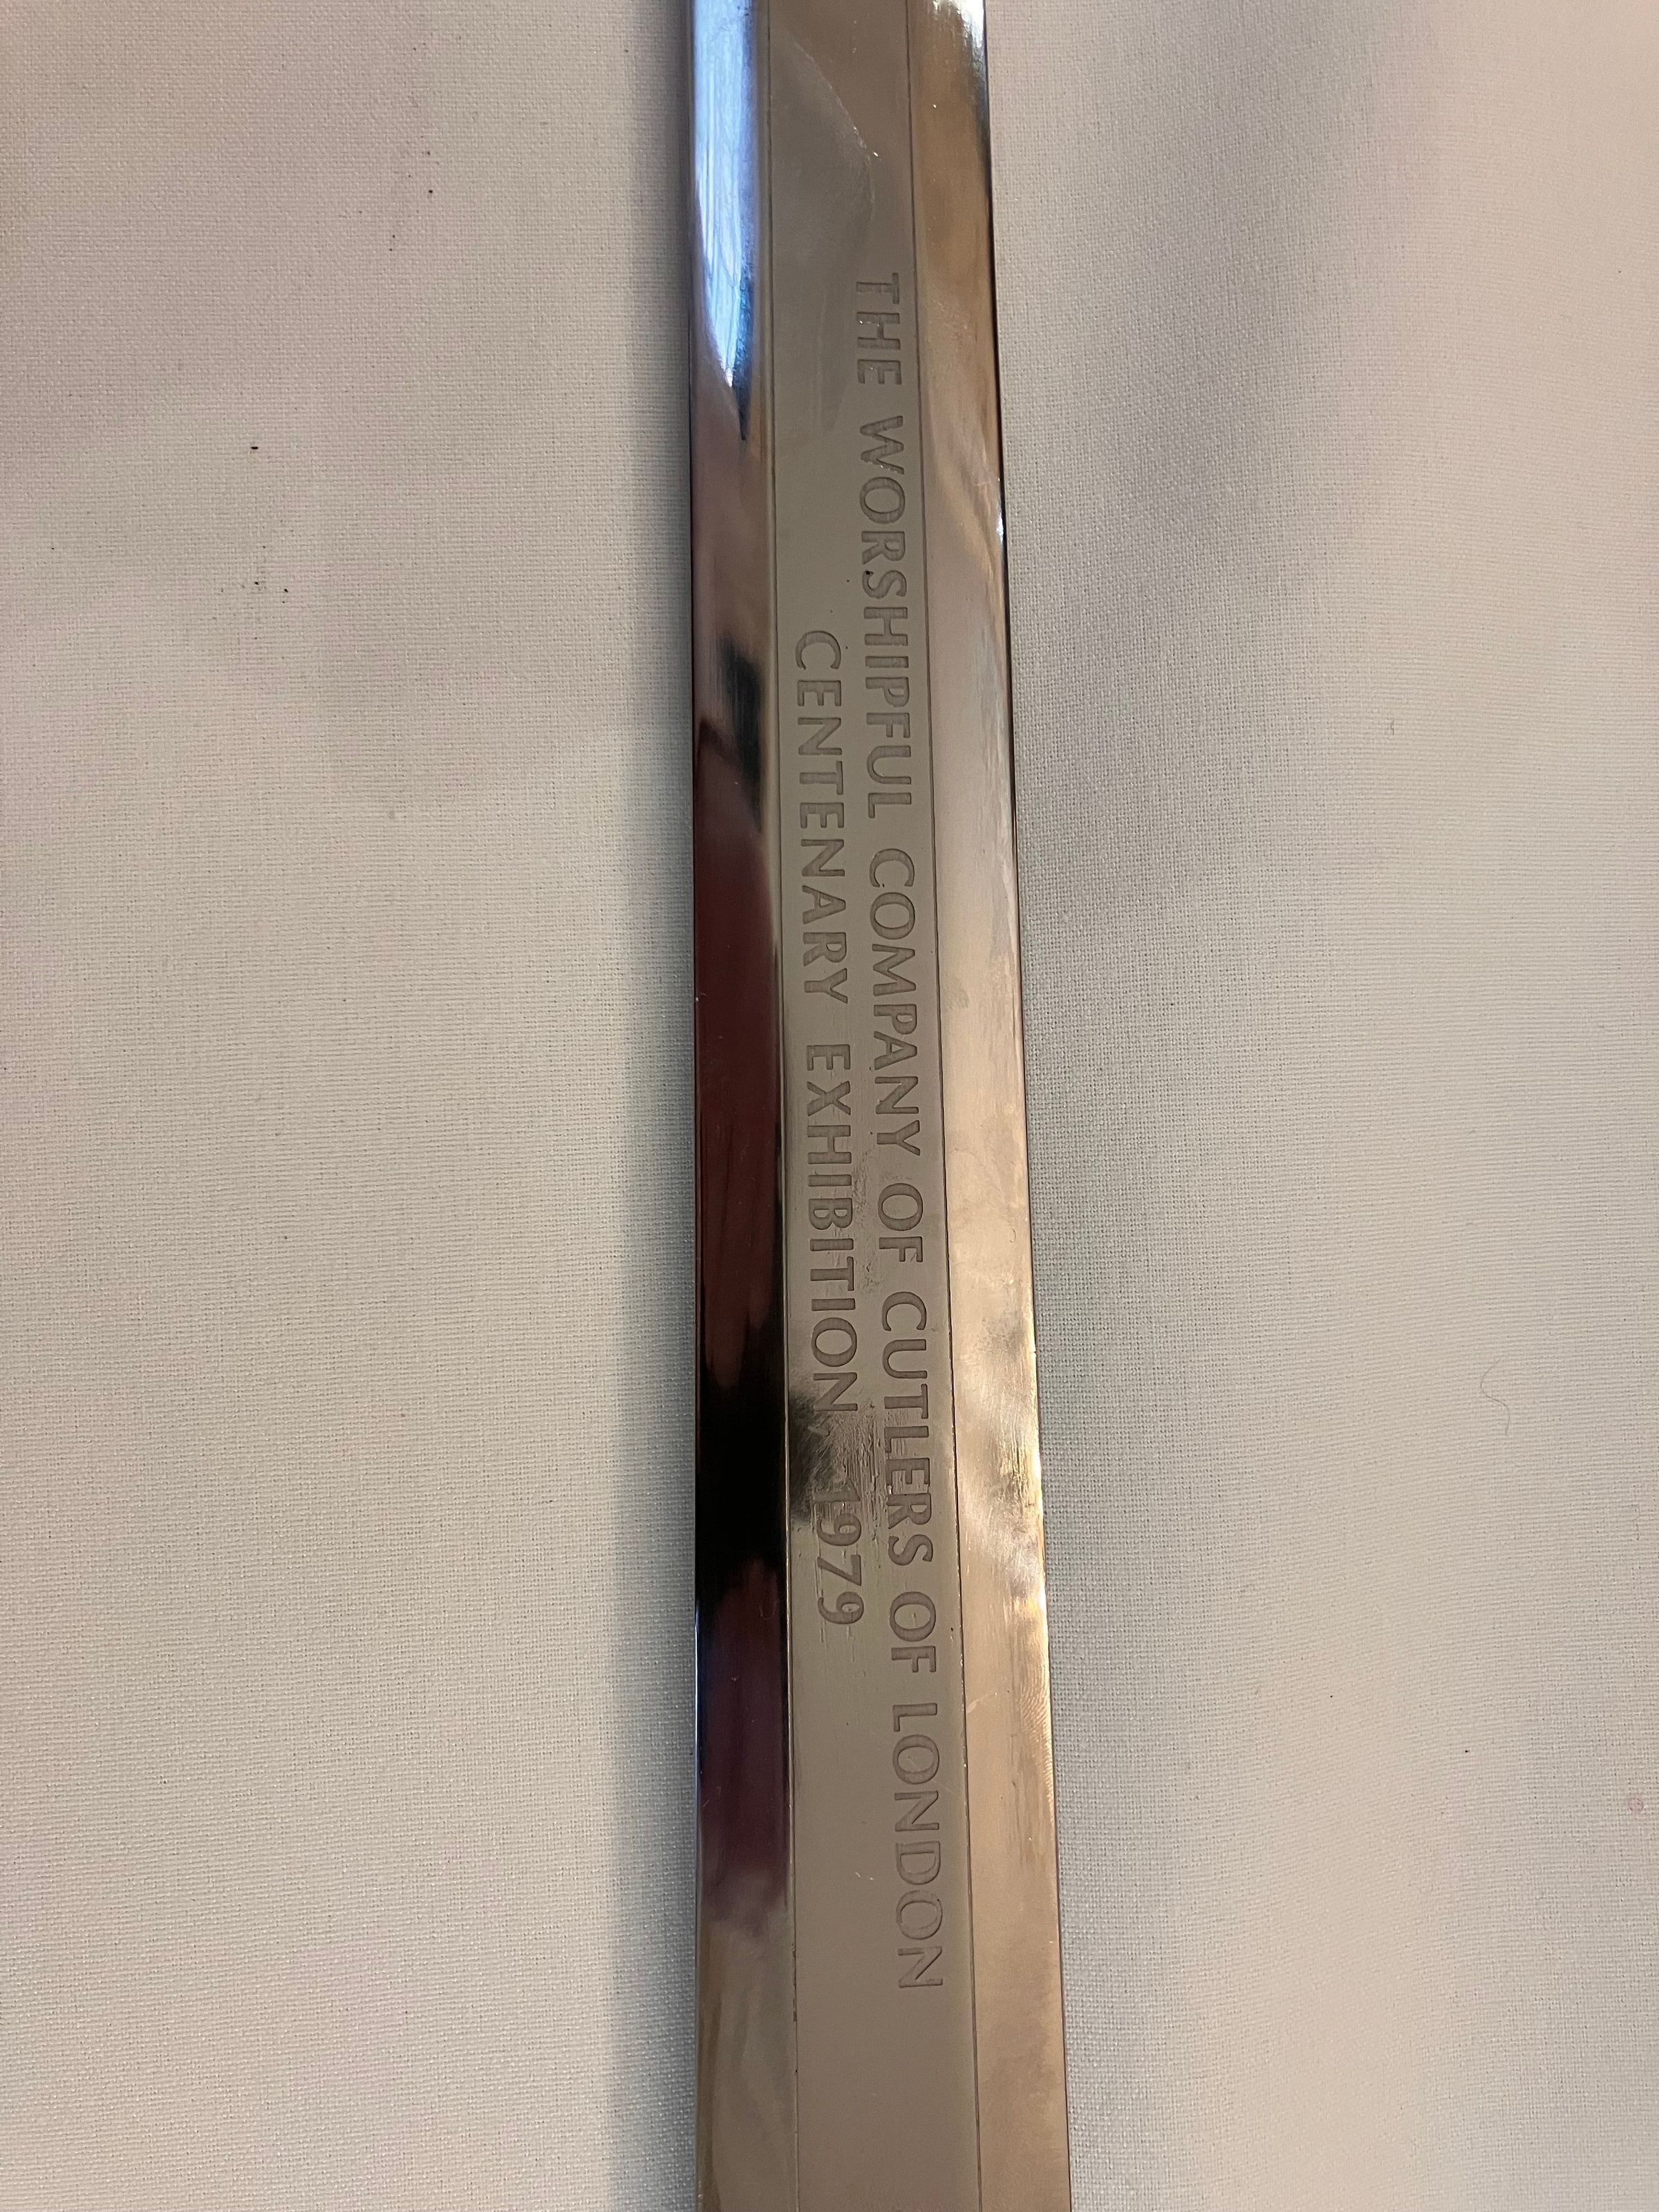 THE WORSHIPFUL COMPANY OF CUTLERS OF LONDON
CENTENARY EXHIBITION 1979